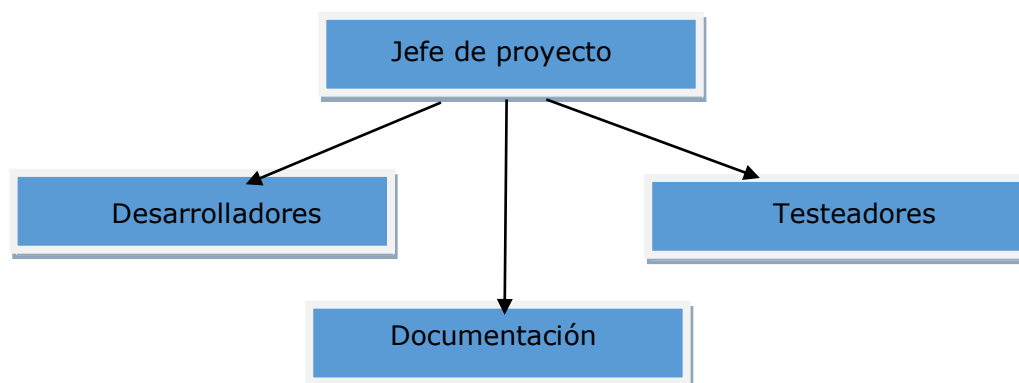 Jefe de proyecto
Desarrolladores
Testeadores
Documentación